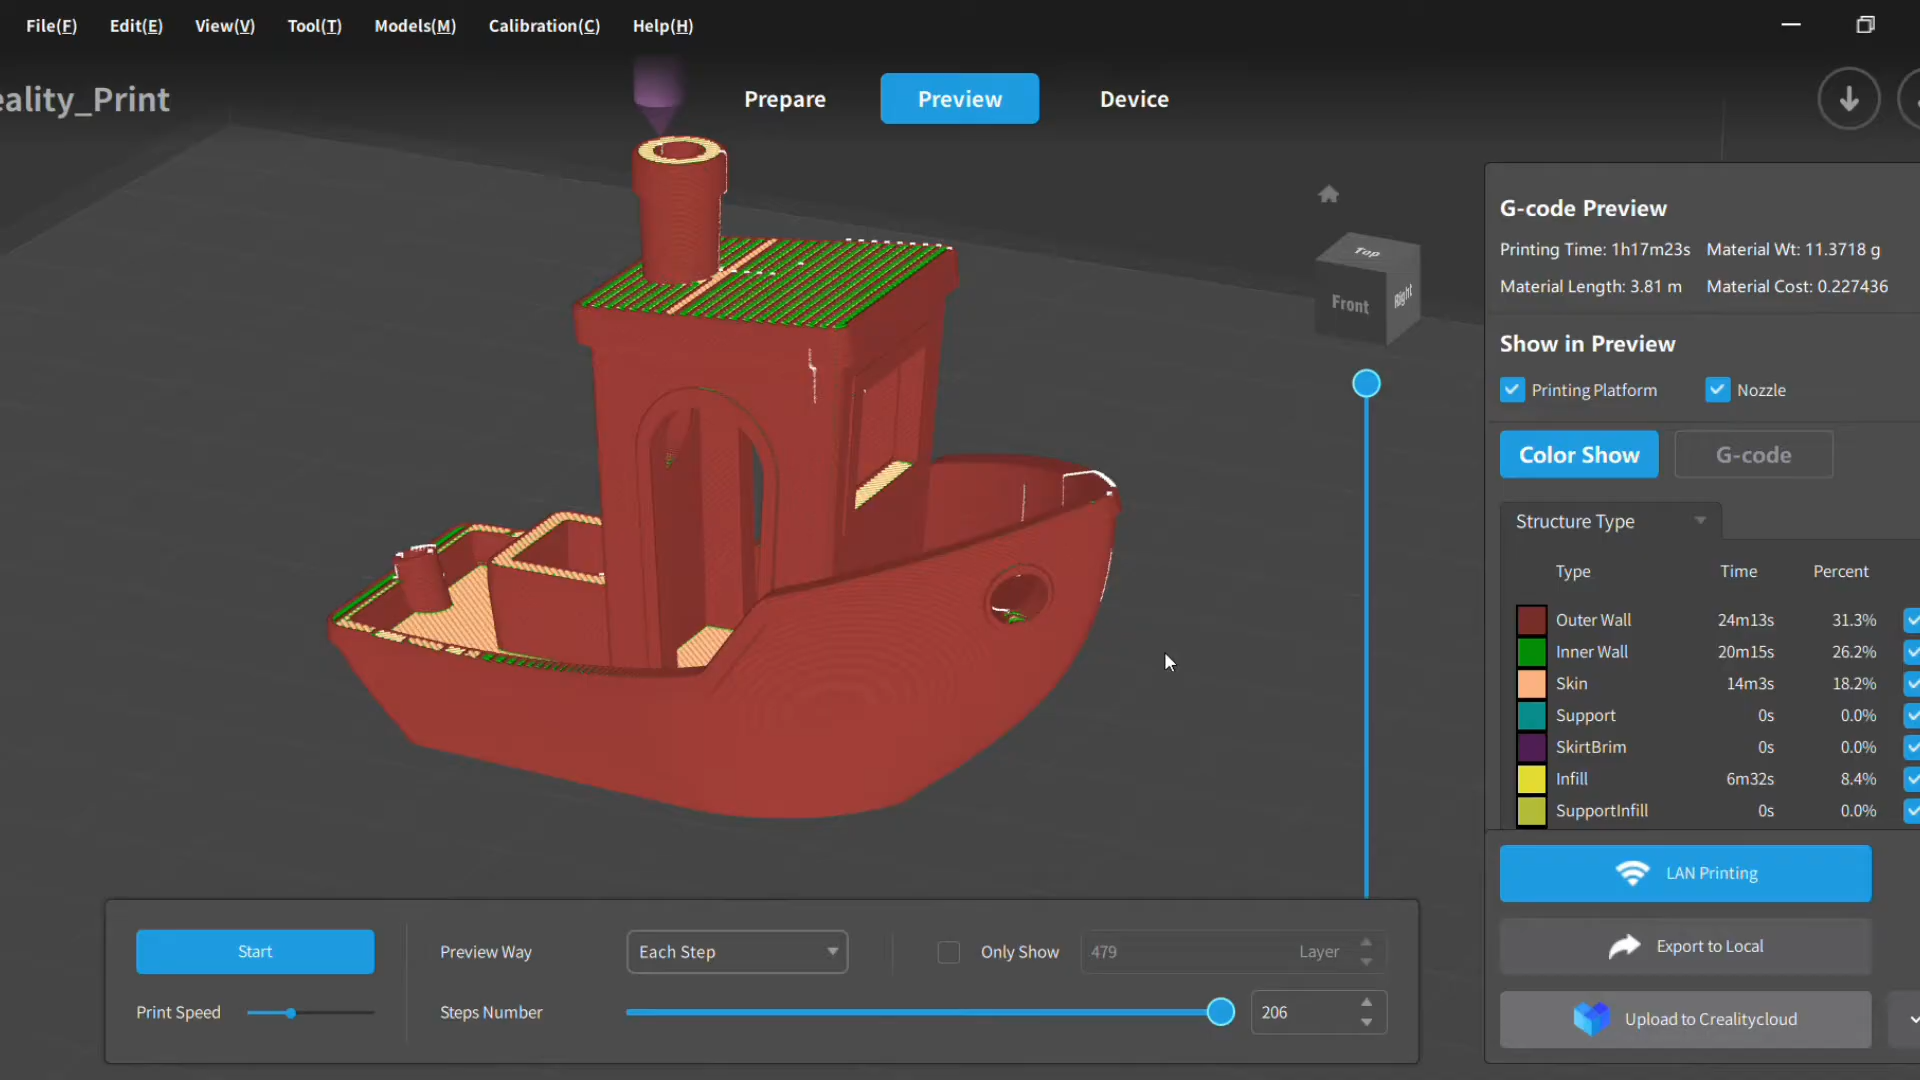 File(F) Edit(E) View(V) Tool(T) Models(M) Calibration(C) Help(H)
eality_Print
Prepare Preview Device
Top
Front
Right
G-code Preview
Printing Time: 1h17m23s Material Wt: 11.3718 g
Material Length: 3.81 m Material Cost: 0.227436
Show in Preview
Printing Platform Nozzle
Color Show G-code
Structure Type
Type Time Percent
Outer Wall 24m13s 31.3%
Inner Wall 20m15s 26.2%
Skin 14m3s 18.2%
Support 0s 0.0%
SkirtBrim 0s 0.0%
Infill 6m32s 8.4%
SupportInfill 0s 0.0%
LAN Printing
Export to Local
Upload to Crealitycloud
Start Preview Way Each Step Only Show 479 Layer
Print Speed Steps Number 206